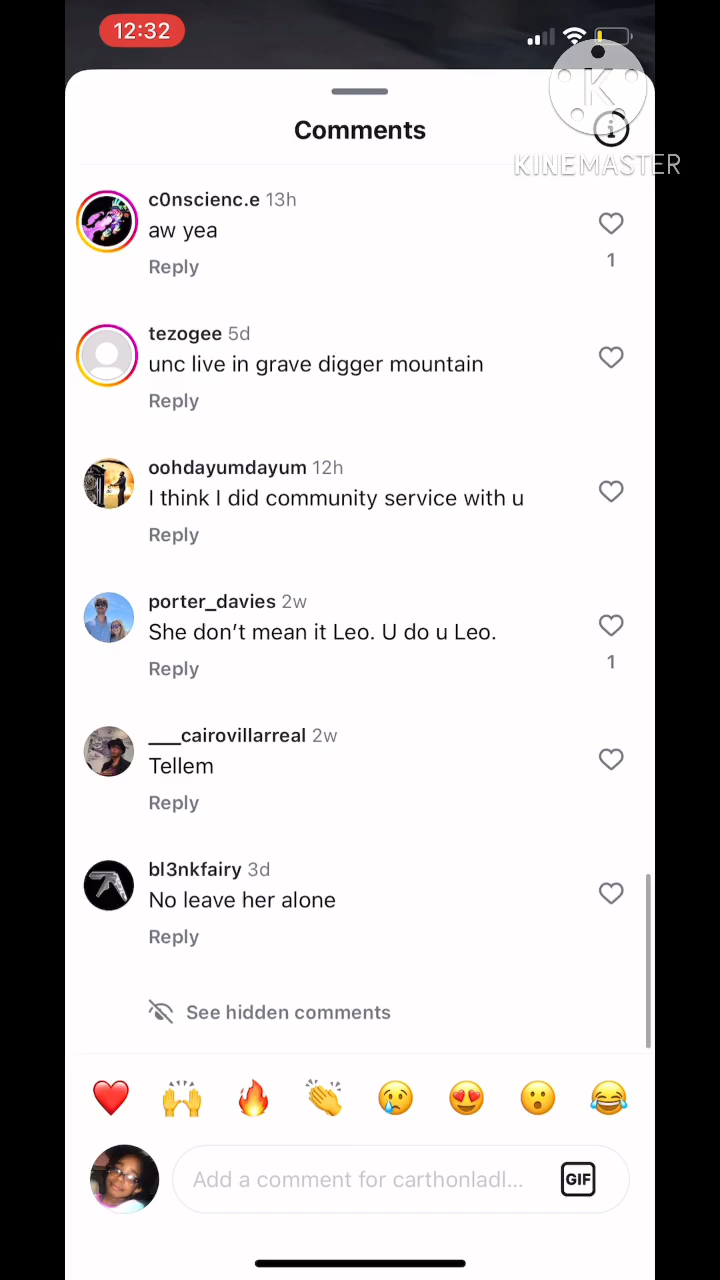 12:32
K
KINEMASTER
Comments
c0nscienc.e 13h
aw yea
Reply
1
tezogee 5d
unc live in grave digger mountain
Reply
oohdayumdayum 12h
I think I did community service with u
Reply
porter_davies 2w
She don’t mean it Leo. U do u Leo.
Reply
1
___cairovillarreal 2w
Tellem
Reply
bl3nkfairy 3d
No leave her alone
Reply
See hidden comments
Add a comment for carthonladl...
GIF